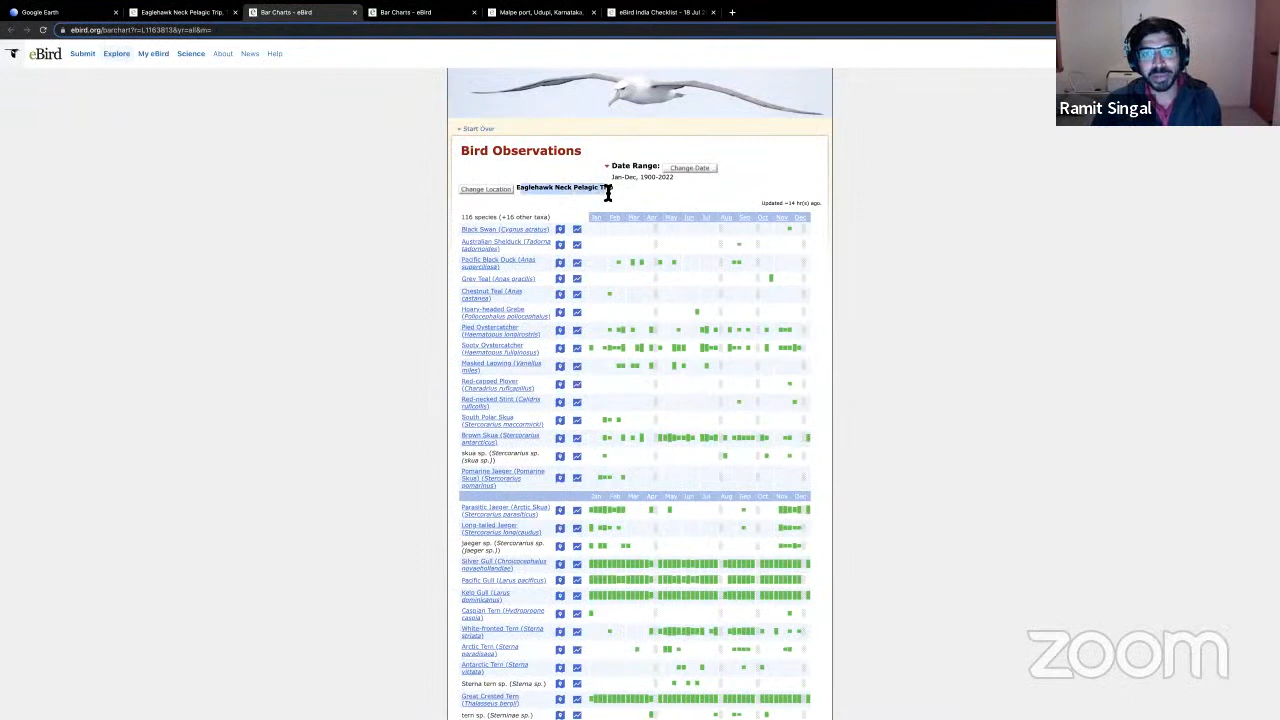 Google Earth
Eaglehawk Neck Pelagic Trip,
Bar Charts - eBird
Bar Charts - eBird
Malpe port, Udupi, Karnataka,
eBird India Checklist - 18 Jul 2
ebird.org/barchart?r=L1163813&yr=all&m=
eBird Submit Explore My eBird Science About News Help
Ramit Singal
« Start Over
Bird Observations
Date Range: Change Date
Jan-Dec, 1900-2022
Change Location Eaglehawk Neck Pelagic Trip
Updated ~14 hr(s) ago.
116 species (+16 other taxa) Jan Feb Mar Apr May Jun Jul Aug Sep Oct Nov Dec
Black Swan (Cygnus atratus)
Australian Shelduck (Tadorna
tadornoides)
Pacific Black Duck (Anas
superciliosa)
Grey Teal (Anas gracilis)
Chestnut Teal (Anas
castanea)
Hoary-headed Grebe
(Poliocephalus poliocephalus)
Pied Oystercatcher
(Haematopus longirostris)
Sooty Oystercatcher
(Haematopus fuliginosus)
Masked Lapwing (Vanellus
miles)
Red-capped Plover
(Charadrius ruficapillus)
Red-necked Stint (Calidris
ruficollis)
South Polar Skua
(Stercorarius maccormicki)
Brown Skua (Stercorarius
antarcticus)
skua sp. (Stercorarius sp.
(skua sp.))
Pomarine Jaeger (Pomarine
Skua) (Stercorarius
pomarinus)
Jan Feb Mar Apr May Jun Jul Aug Sep Oct Nov Dec
Parasitic Jaeger (Arctic Skua)
(Stercorarius parasiticus)
Long-tailed Jaeger
(Stercorarius longicaudus)
jaeger sp. (Stercorarius sp.
(jaeger sp.))
Silver Gull (Chroicocephalus
novaehollandiae)
Pacific Gull (Larus pacificus)
Kelp Gull (Larus
dominicanus)
Caspian Tern (Hydroprogne
caspia)
White-fronted Tern (Sterna
striata)
Arctic Tern (Sterna
paradisaea)
Antarctic Tern (Sterna
vittata)
Sterna tern sp. (Sterna sp.)
Great Crested Tern
(Thalasseus bergii)
tern sp. (Sterninae sp.)
zoom